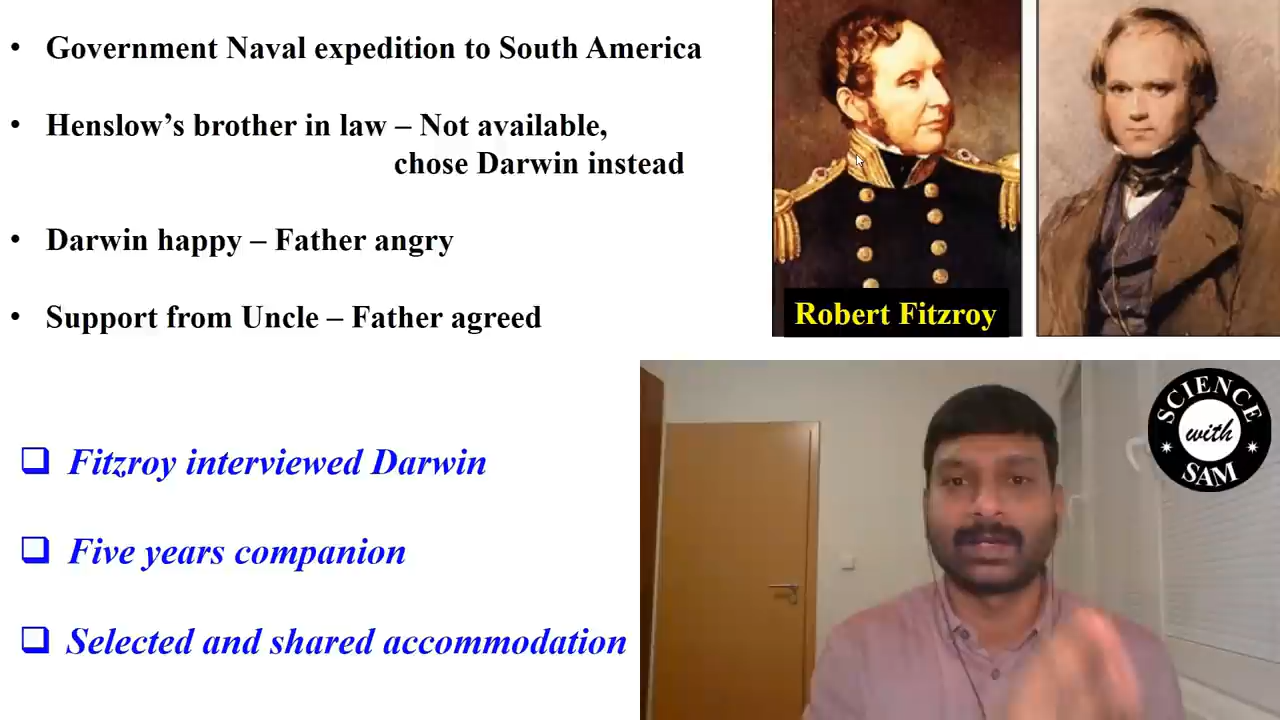 • Government Naval expedition to South America
• Henslow’s brother in law – Not available,
chose Darwin instead
• Darwin happy – Father angry
• Support from Uncle – Father agreed
Robert Fitzroy
SCIENCE
with
SAM
❑ Fitzroy interviewed Darwin
❑ Five years companion
❑ Selected and shared accommodation